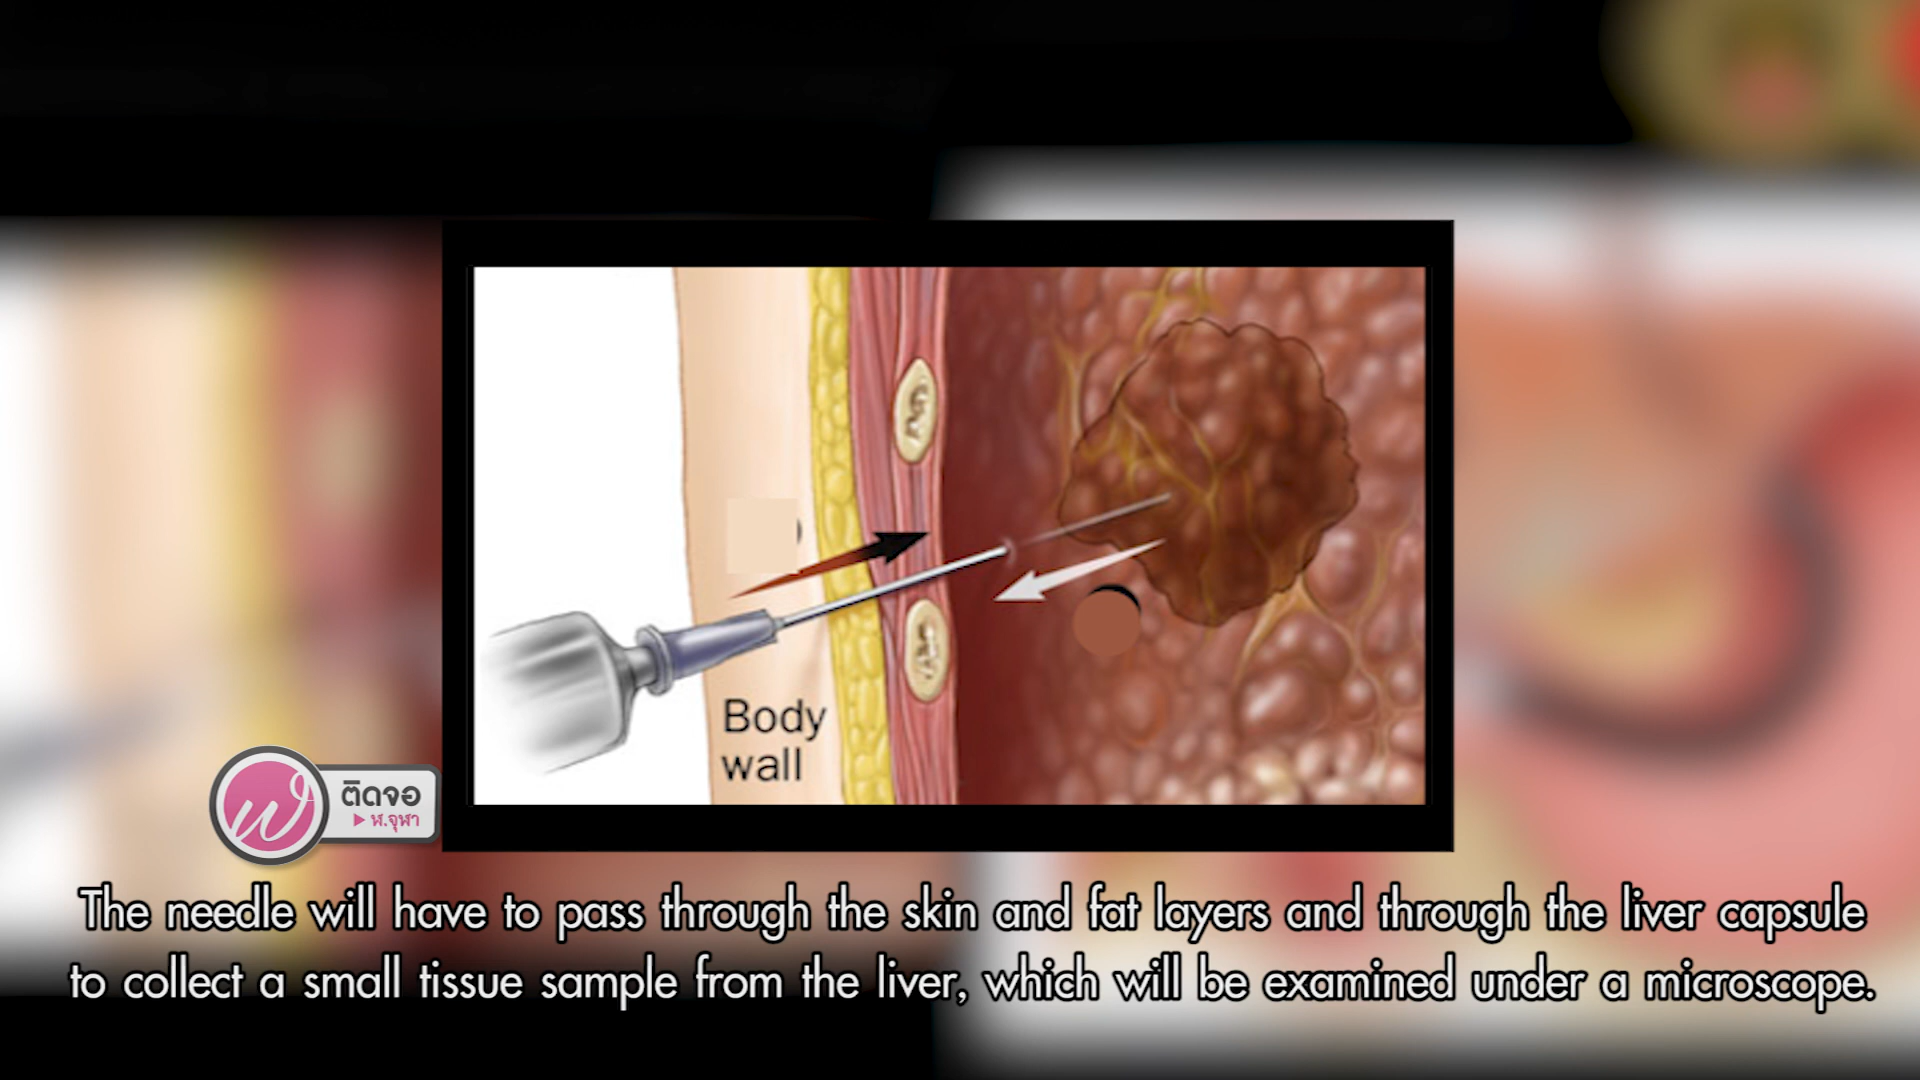 Body
wall
ติดจอ
ฬ.จุฬา
The needle will have to pass through the skin and fat layers and through the liver capsule
to collect a small tissue sample from the liver, which will be examined under a microscope.